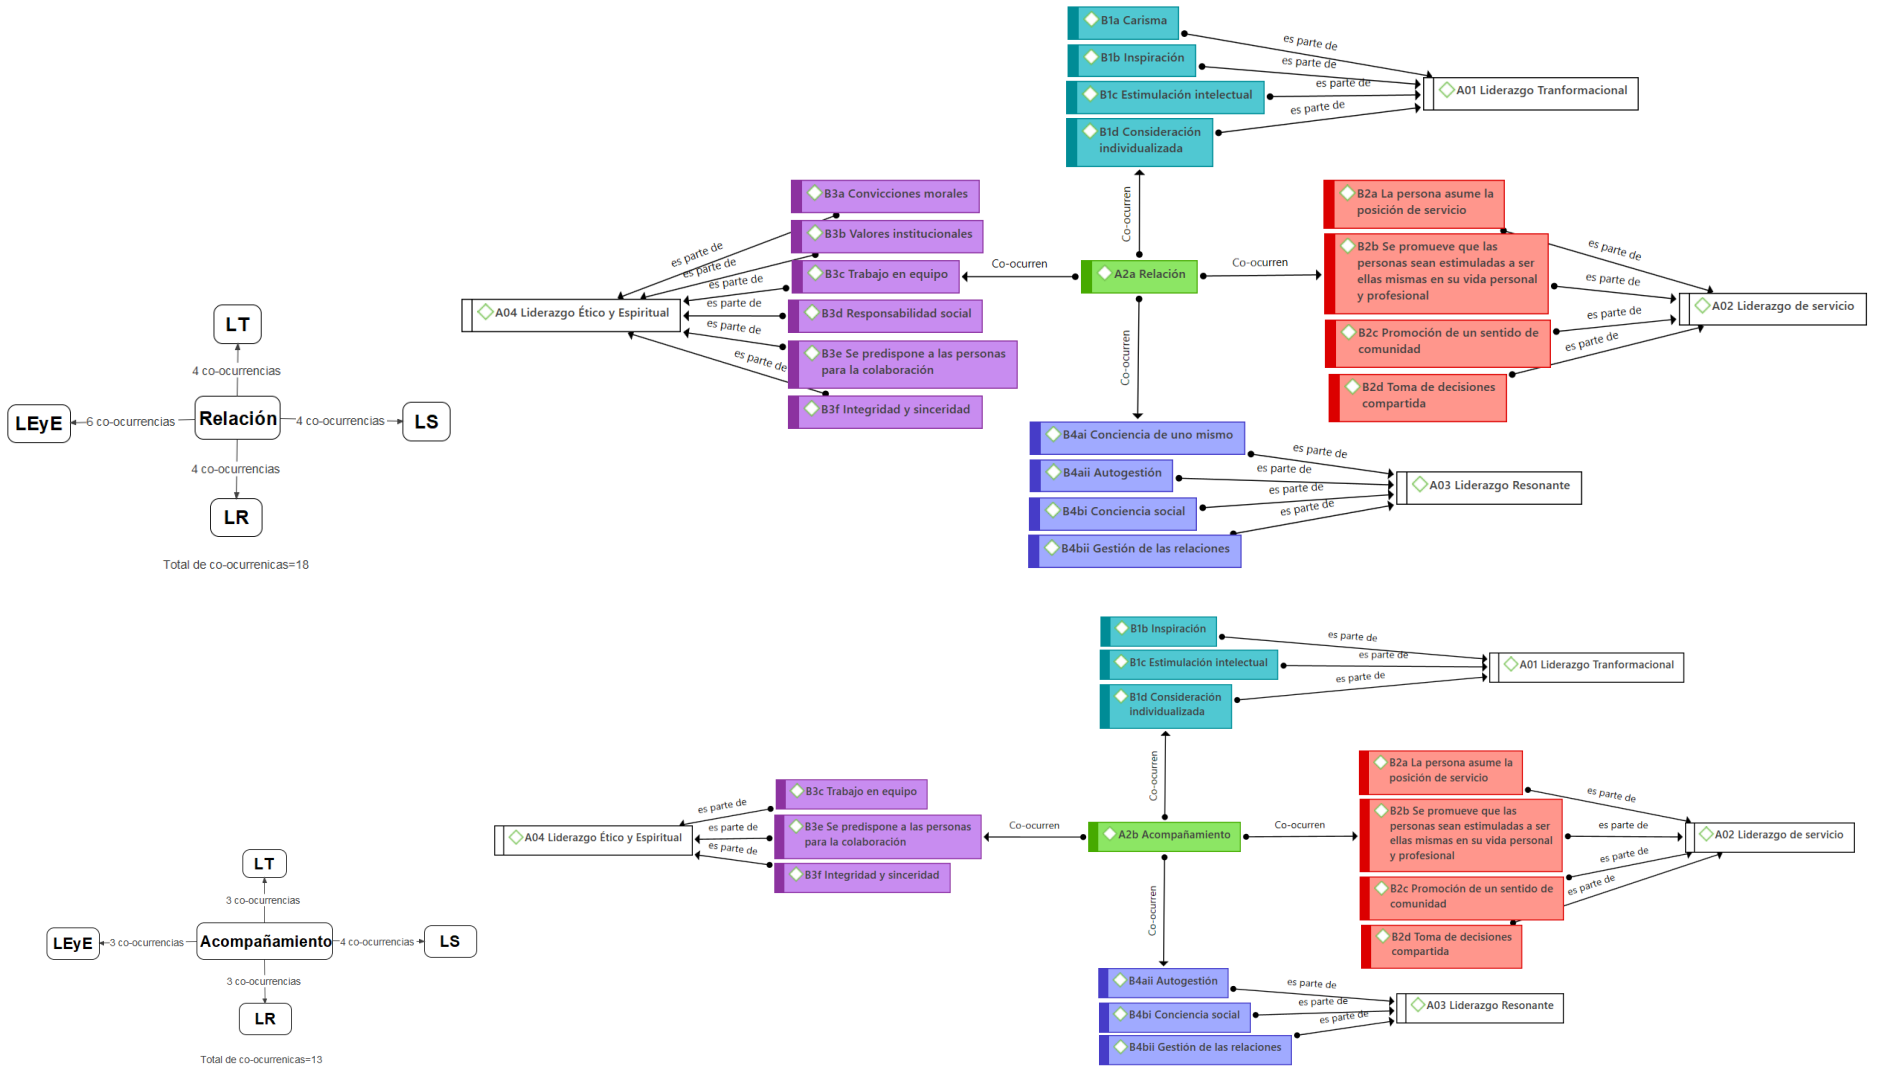 B1a Carisma
B1b Inspiración
B1c Estimulación intelectual
B1d Consideración
individualizada
es parte de
es parte de
es parte de
es parte de
A01 Liderazgo Tranformacional
Co-ocurren
B3a Convicciones morales
B3b Valores institucionales
B3c Trabajo en equipo
B3d Responsabilidad social
B3e Se predispone a las personas
para la colaboración
B3f Integridad y sinceridad
es parte de
es parte de
es parte de
es parte de
es parte de
es parte de
A04 Liderazgo Ético y Espiritual
Co-ocurren
A2a Relación
Co-ocurren
B2a La persona asume la
posición de servicio
B2b Se promueve que las
personas sean estimuladas a ser
ellas mismas en su vida personal
y profesional
B2c Promoción de un sentido de
comunidad
B2d Toma de decisiones
compartida
es parte de
es parte de
es parte de
es parte de
A02 Liderazgo de servicio
Co-ocurren
B4ai Conciencia de uno mismo
B4aii Autogestión
B4bi Conciencia social
B4bii Gestión de las relaciones
es parte de
es parte de
es parte de
es parte de
A03 Liderazgo Resonante
LT
4 co-ocurrencias
LEyE
6 co-ocurrencias
Relación
4 co-ocurrencias
LS
4 co-ocurrencias
LR
Total de co-ocurrenicas=18
B1b Inspiración
B1c Estimulación intelectual
B1d Consideración
individualizada
es parte de
es parte de
es parte de
A01 Liderazgo Tranformacional
Co-ocurren
B3c Trabajo en equipo
B3e Se predispone a las personas
para la colaboración
B3f Integridad y sinceridad
es parte de
es parte de
es parte de
A04 Liderazgo Ético y Espiritual
Co-ocurren
A2b Acompañamiento
Co-ocurren
B2a La persona asume la
posición de servicio
B2b Se promueve que las
personas sean estimuladas a ser
ellas mismas en su vida personal
y profesional
B2c Promoción de un sentido de
comunidad
B2d Toma de decisiones
compartida
es parte de
es parte de
es parte de
es parte de
A02 Liderazgo de servicio
Co-ocurren
B4aii Autogestión
B4bi Conciencia social
B4bii Gestión de las relaciones
es parte de
es parte de
es parte de
A03 Liderazgo Resonante
LT
3 co-ocurrencias
LEyE
3 co-ocurrencias
Acompañamiento
4 co-ocurrencias
LS
3 co-ocurrencias
LR
Total de co-ocurrenicas=13